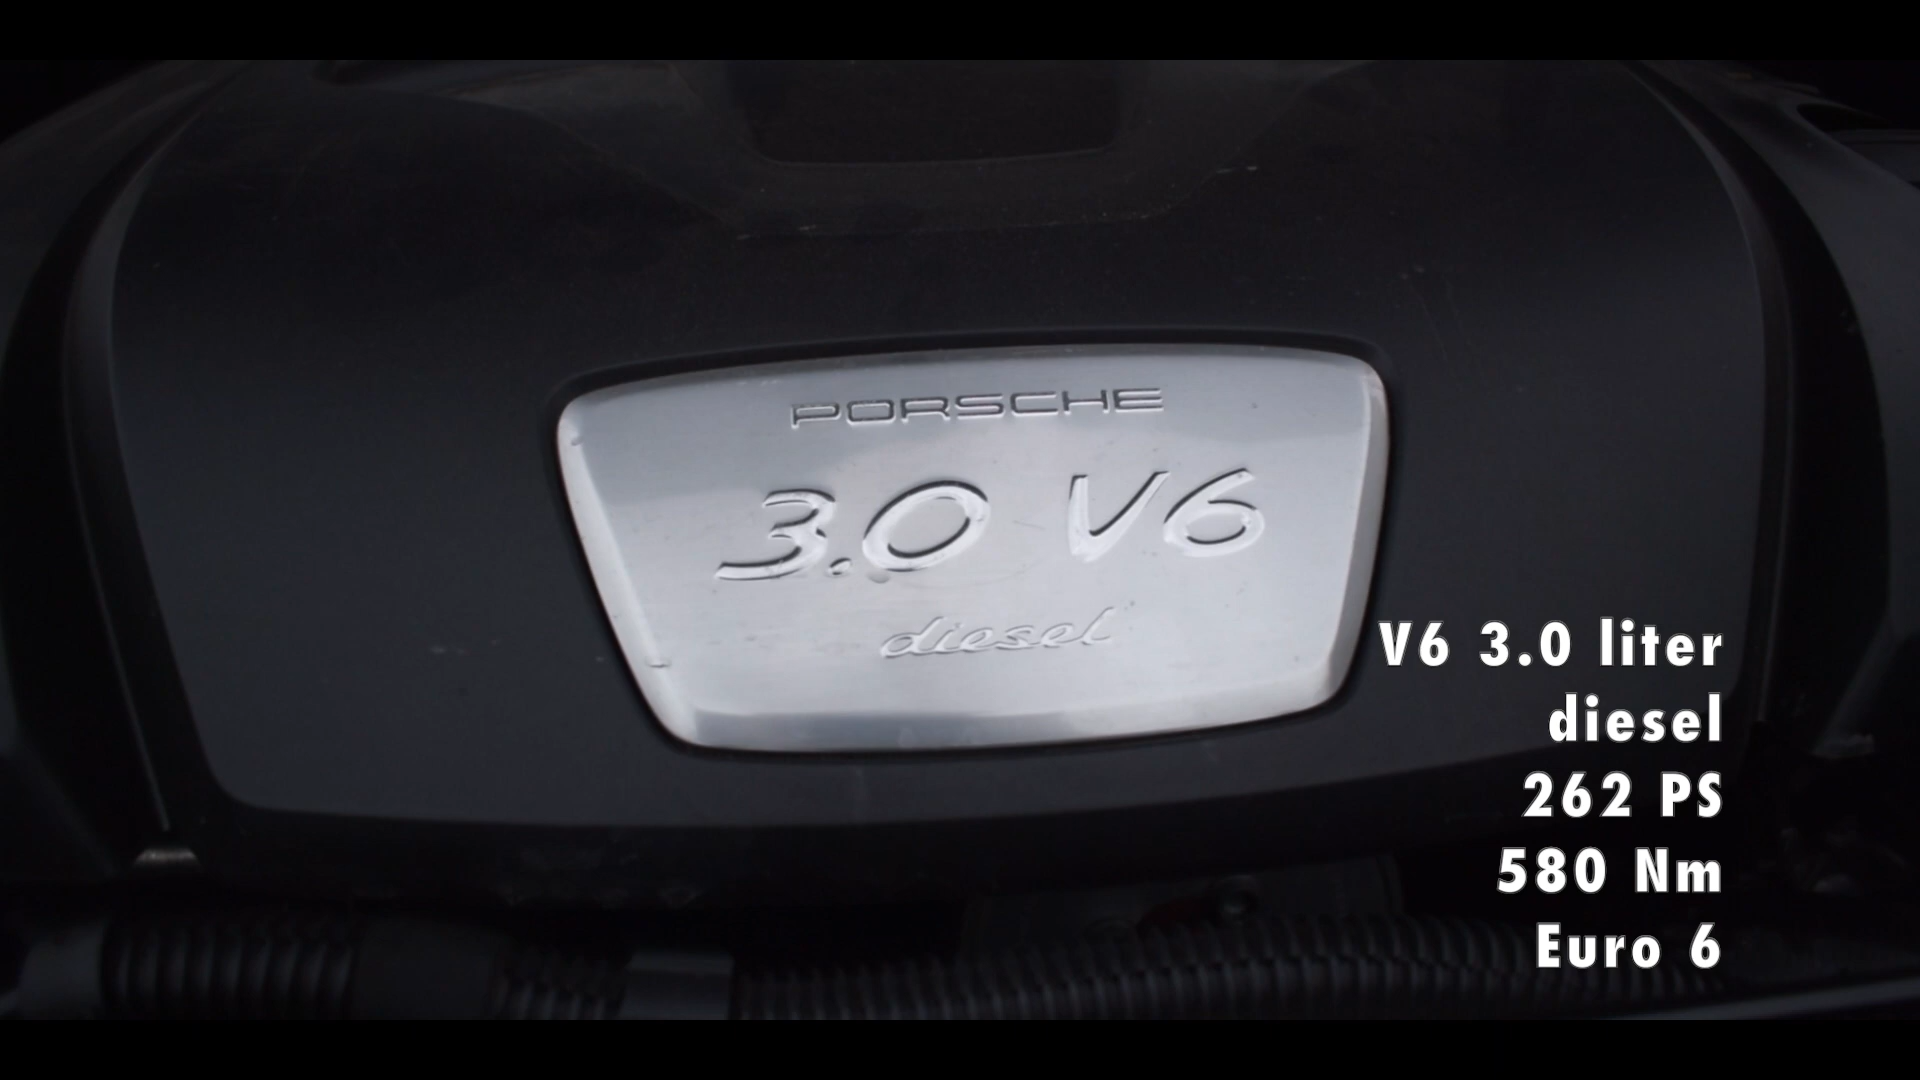 PORSCHE
3.0 V6
diesel
V6 3.0 liter
diesel
262 PS
580 Nm
Euro 6